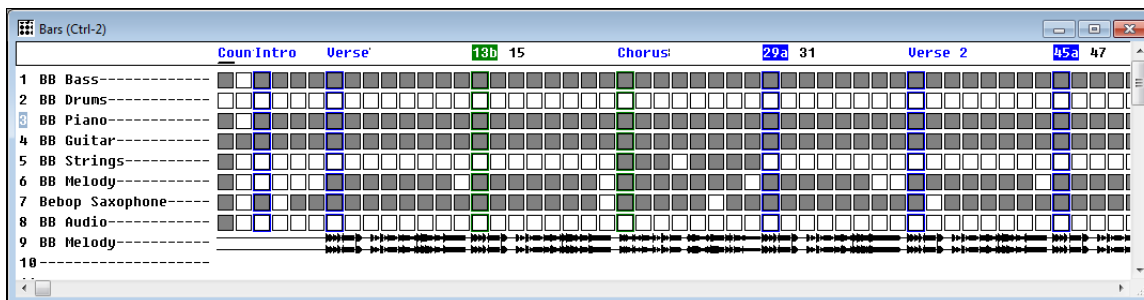 Bars (Ctrl-2)
Coun Intro Verse 13b 15 Chorus 29a 31 Verse 2 45a 47
1 BB Bass--------------
2 BB Drums-------------
3 BB Piano-------------
4 BB Guitar------------
5 BB Strings-----------
6 BB Melody------------
7 Bebop Saxophone-----
8 BB Audio-------------
9 BB Melody------------
10--------------------